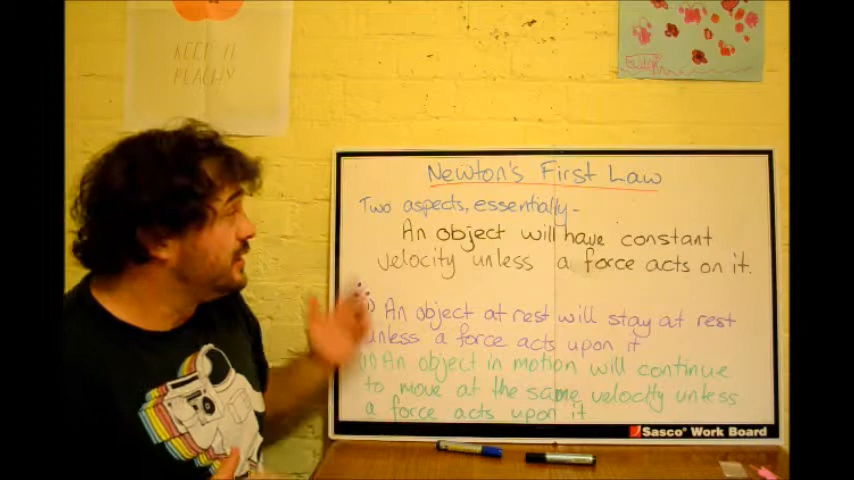 KEEP IT
PEACHY
Newton's First Law
Two aspects, essentially -
An object will have constant
velocity unless a force acts on it.
∴
i) An object at rest will stay at rest
unless a force acts upon it
ii) An object in motion will continue
to move at the same velocity unless
a force acts upon it
Sasco Work Board